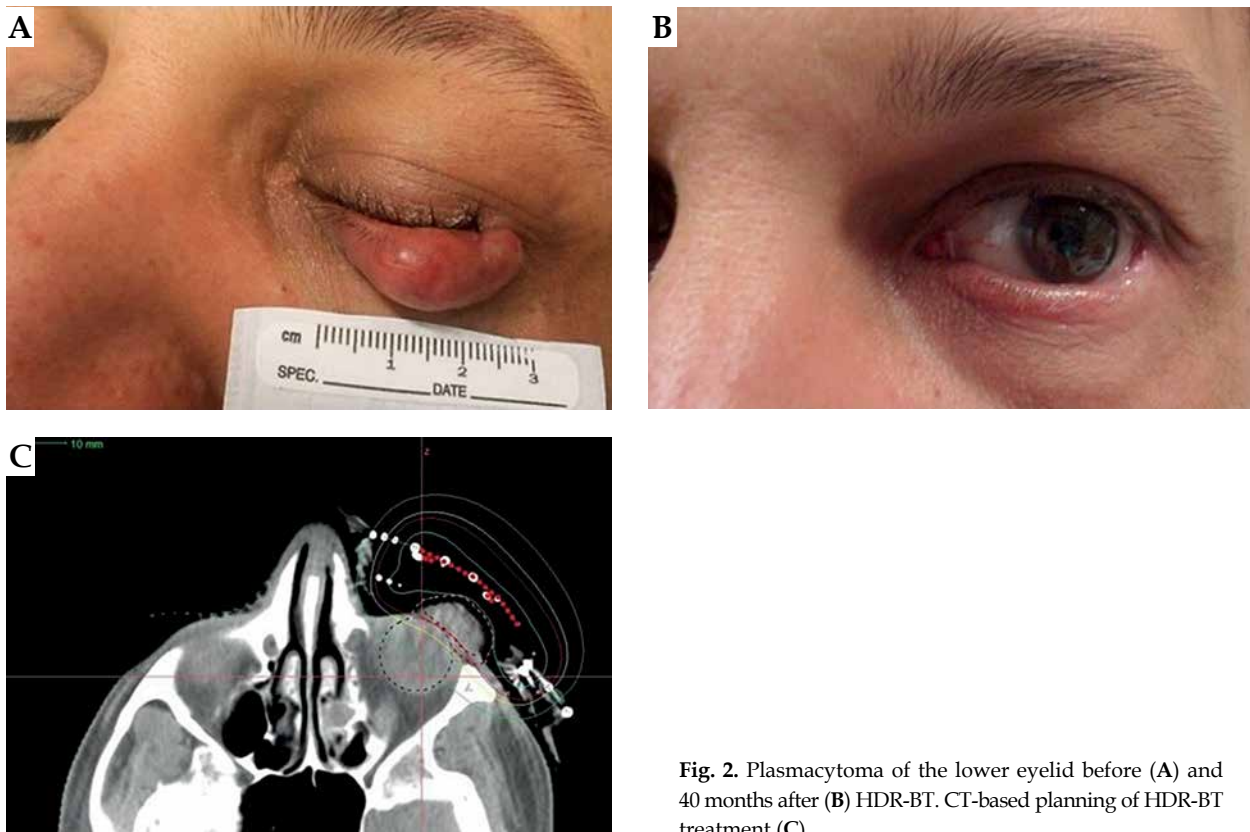 A
B
cm
1 2 3
SPEC. DATE
C
10 mm
z
Fig. 2. Plasmacytoma of the lower eyelid before (A) and
40 months after (B) HDR-BT. CT-based planning of HDR-BT
treatment (C)